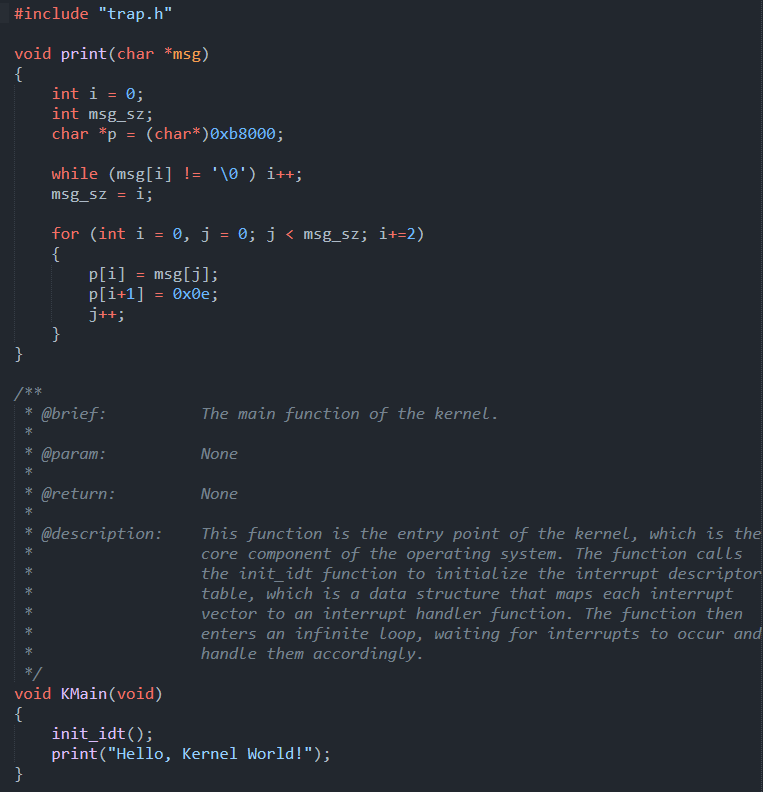 #include "trap.h"

void print(char *msg)
{
    int i = 0;
    int msg_sz;
    char *p = (char*)0xb8000;

    while (msg[i] != '\0') i++;
    msg_sz = i;

    for (int i = 0, j = 0; j < msg_sz; i+=2)
    {
        p[i] = msg[j];
        p[i+1] = 0x0e;
        j++;
    }
}

/**
 * @brief:          The main function of the kernel.
 *
 * @param:          None
 *
 * @return:         None
 *
 * @description:    This function is the entry point of the kernel, which is the
 *                  core component of the operating system. The function calls
 *                  the init_idt function to initialize the interrupt descriptor
 *                  table, which is a data structure that maps each interrupt
 *                  vector to an interrupt handler function. The function then
 *                  enters an infinite loop, waiting for interrupts to occur and
 *                  handle them accordingly.
 */
void KMain(void)
{
    init_idt();
    print("Hello, Kernel World!");
}